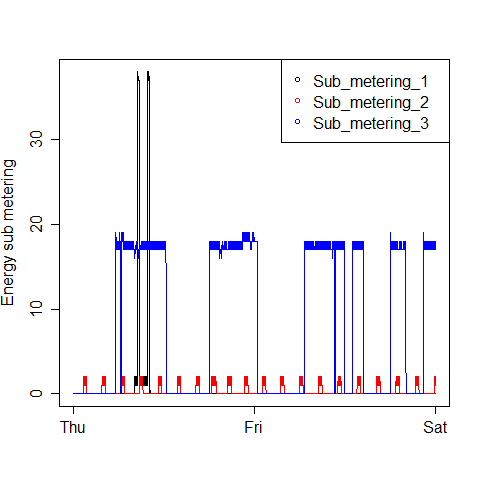 Sub_metering_1
Sub_metering_2
Sub_metering_3
Energy sub metering
30
20
10
0
Thu Fri Sat